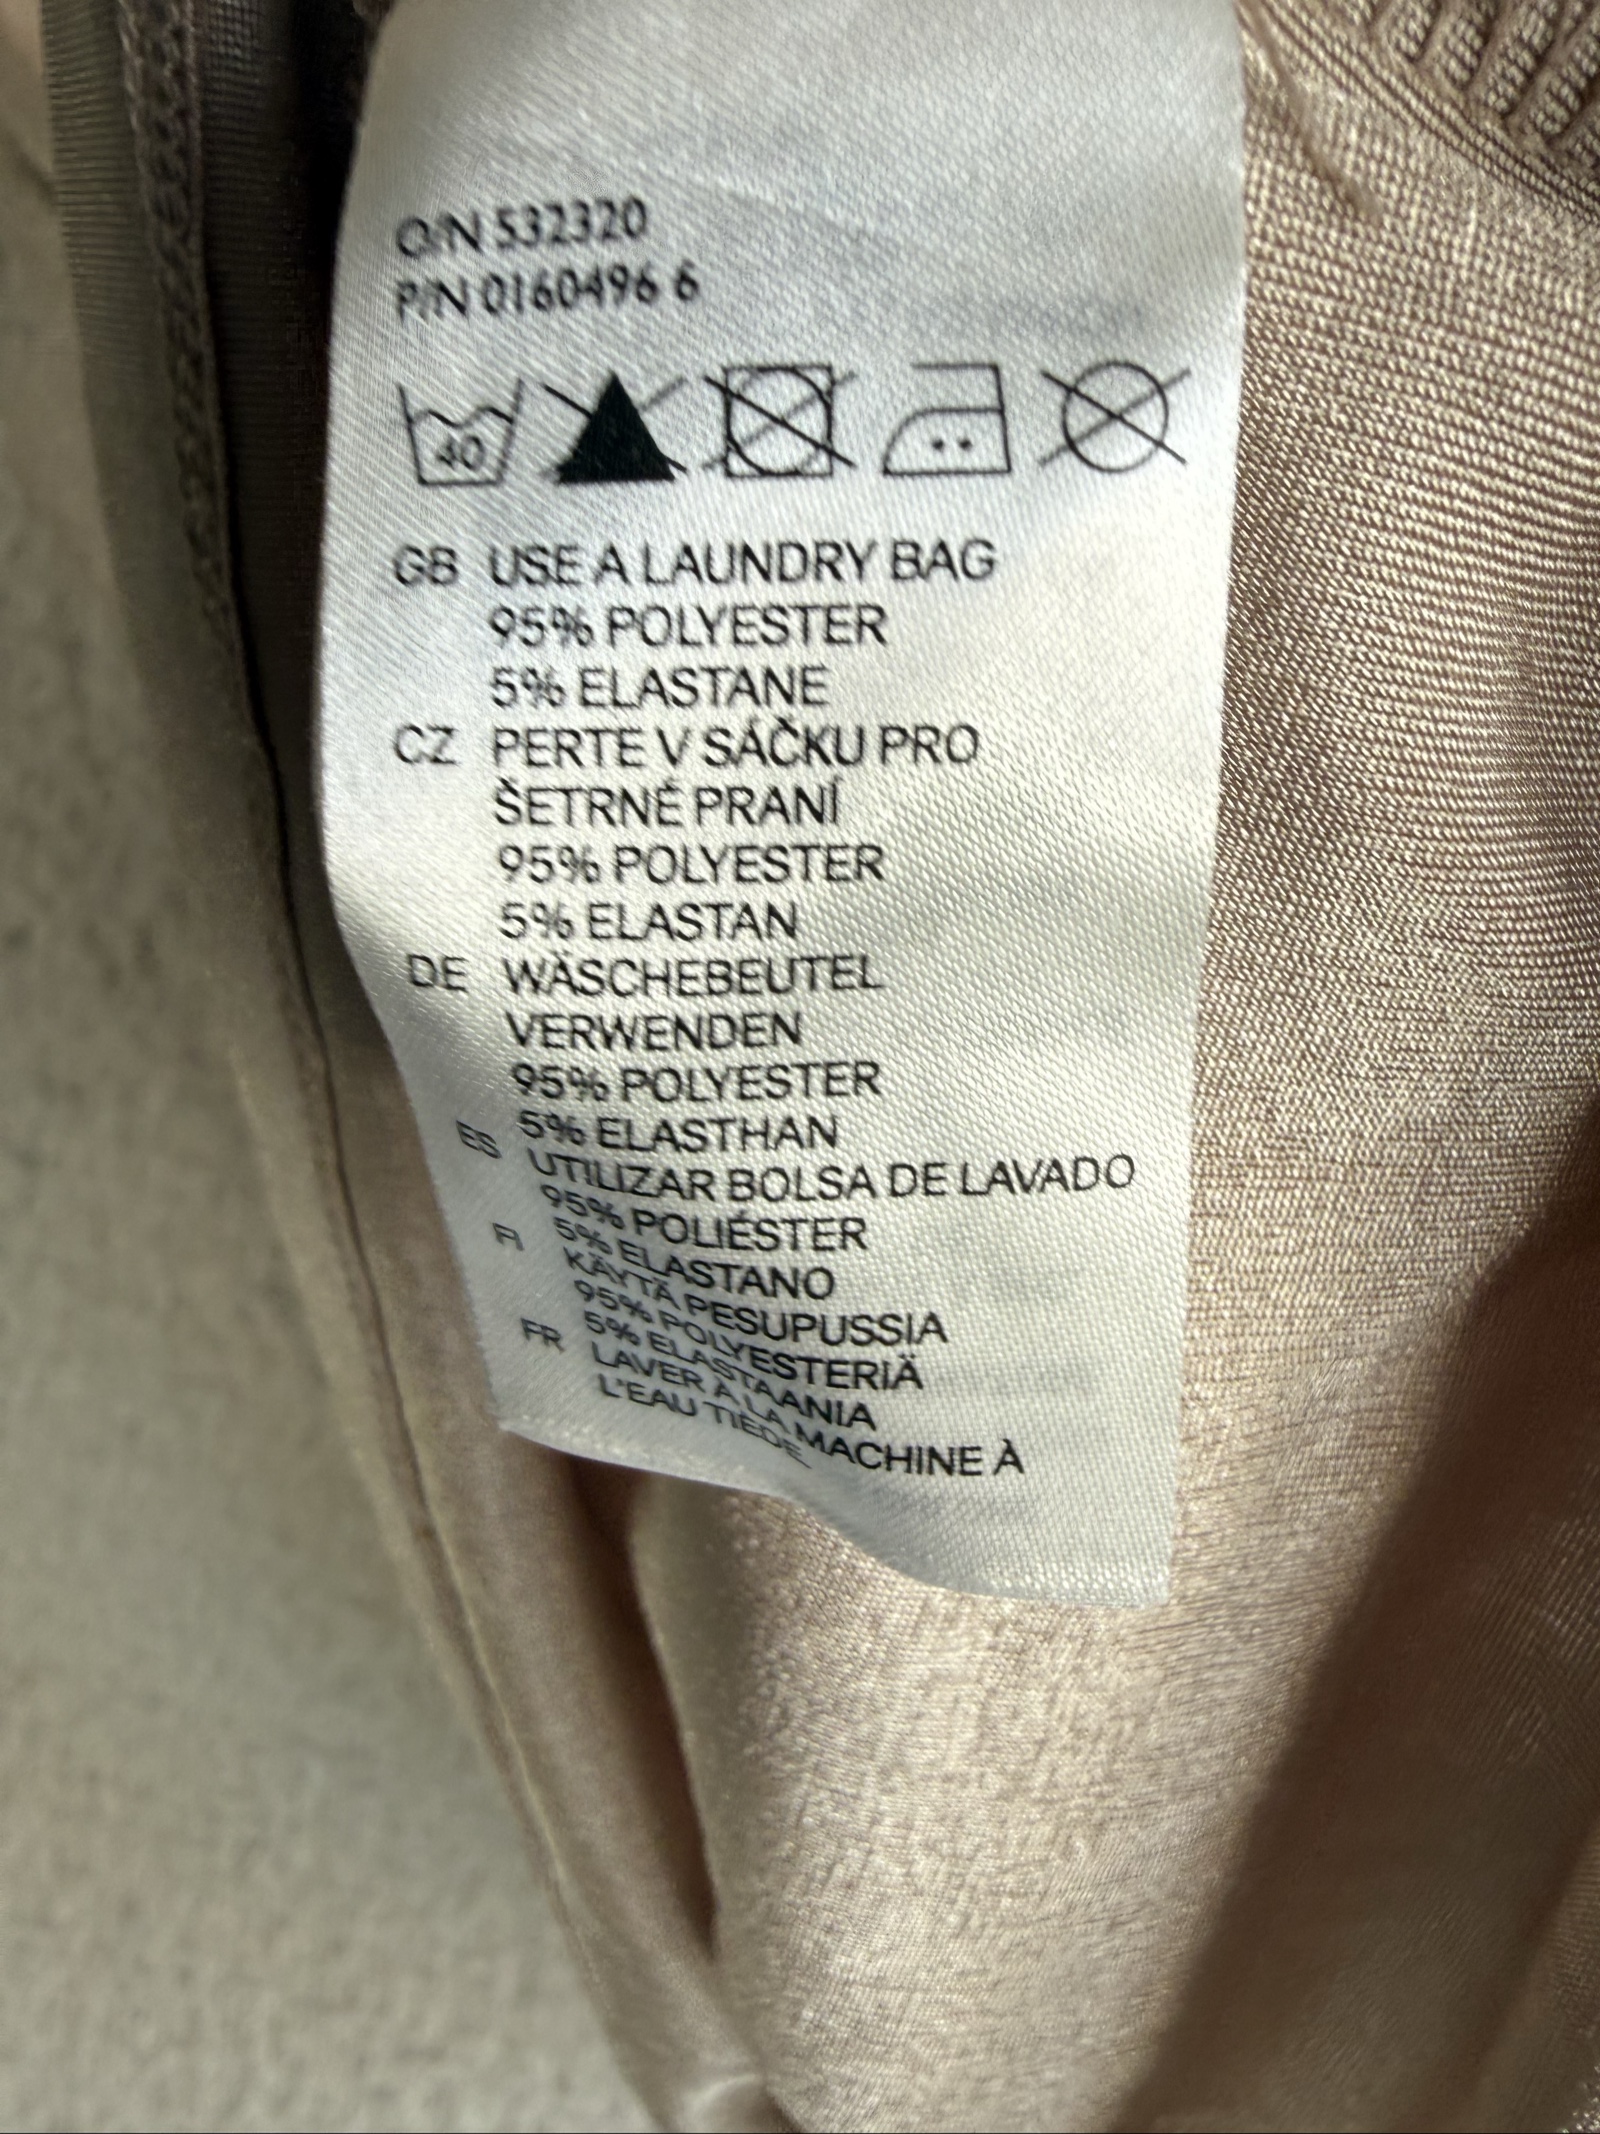 O/N 532320
P/N 0160496 6
40
GB USE A LAUNDRY BAG
95% POLYESTER
5% ELASTANE
CZ PERTE V SÁČKU PRO
ŠETRNÉ PRANÍ
95% POLYESTER
5% ELASTAN
DE WÄSCHEBEUTEL
VERWENDEN
95% POLYESTER
5% ELASTHAN
ES UTILIZAR BOLSA DE LAVADO
95% POLIÉSTER
5% ELASTANO
FI KÄYTÄ PESUPUSSIA
95% POLYESTERIÄ
5% ELASTAANIA
FR LAVER À LA MACHINE À
L'EAU TIÈDE